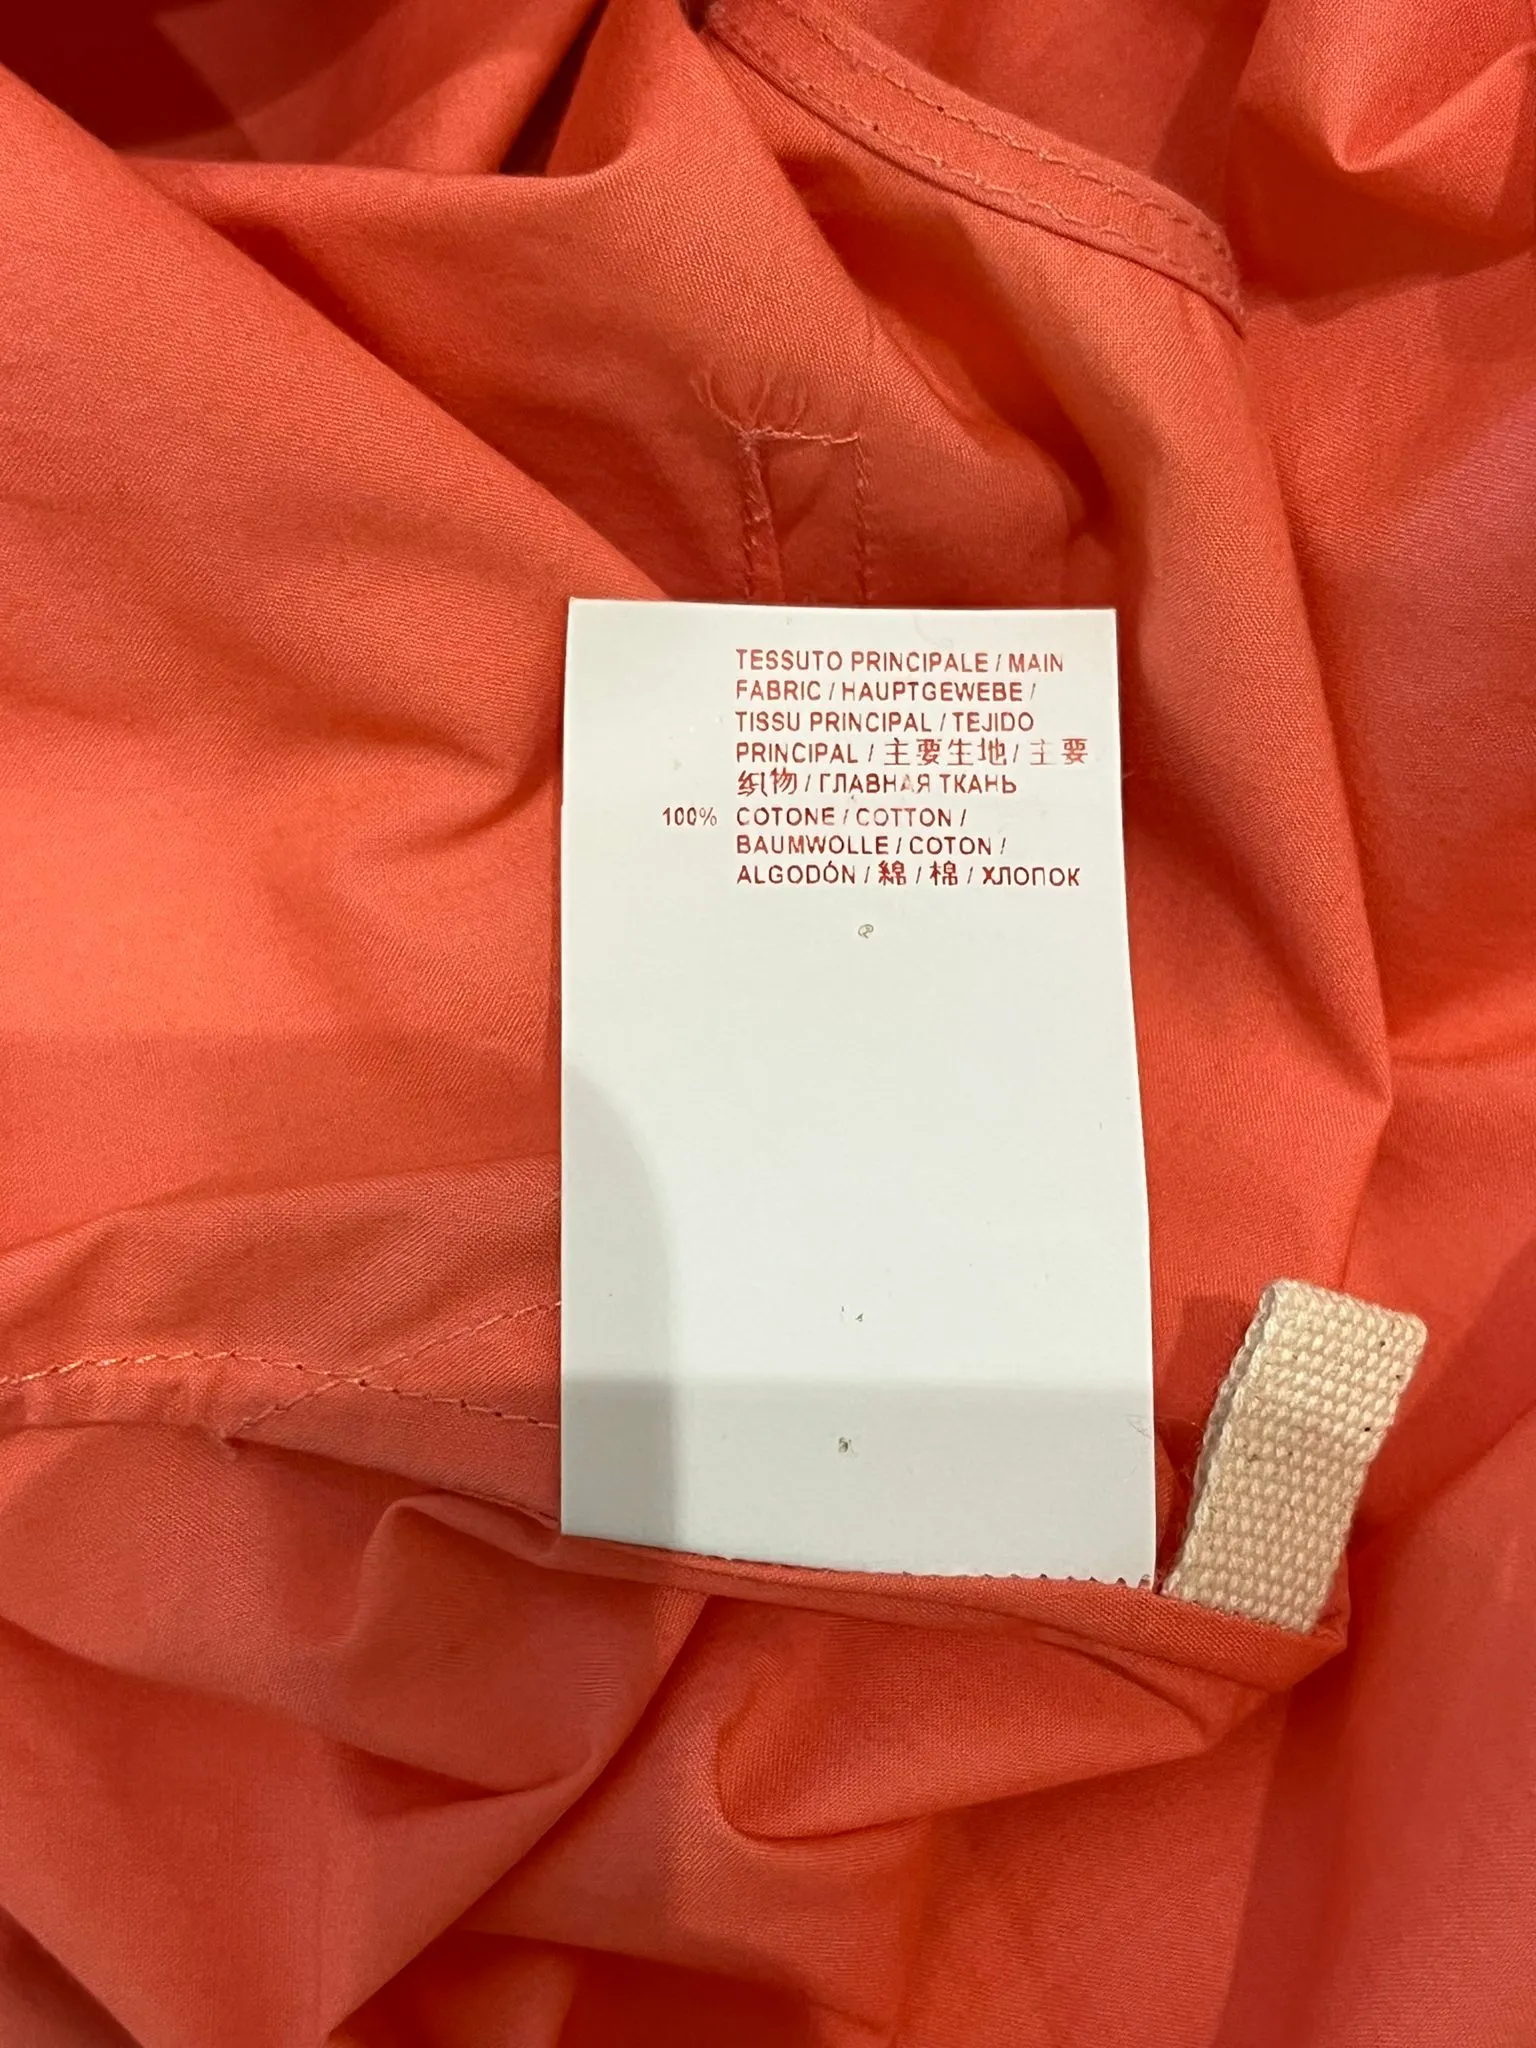 TESSUTO PRINCIPALE / MAIN
FABRIC / HAUPTGEWEBE /
TISSU PRINCIPAL / TEJIDO
PRINCIPAL / 主要生地 / 主要
织物 / ГЛАВНАЯ ТКАНЬ
100% COTONE / COTTON /
BAUMWOLLE / COTON /
ALGODÓN / 綿 / 棉 / ХЛОПОК